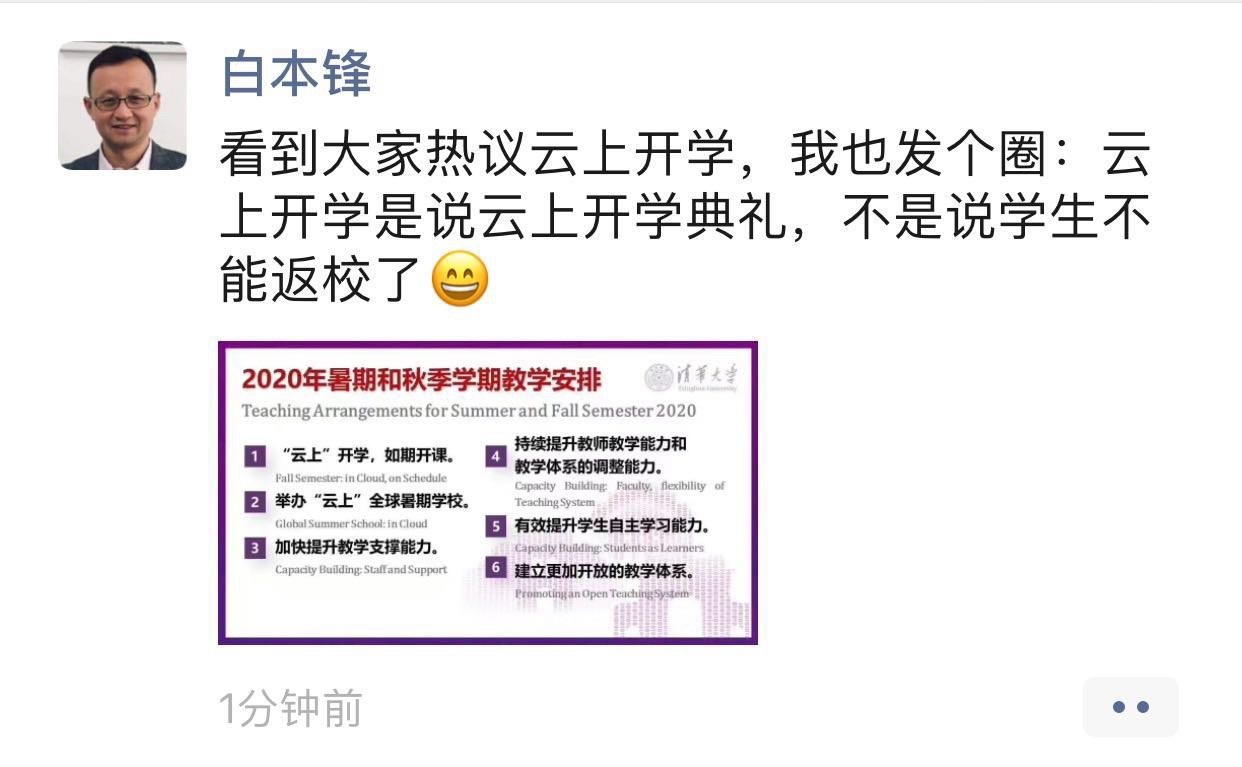 白本锋
看到大家热议云上开学，我也发个圈：云
上开学是说云上开学典礼，不是说学生不
能返校了😄
2020年暑期和秋季学期教学安排
清华大学
Tsinghua University
Teaching Arrangements for Summer and Fall Semester 2020
1 “云上”开学，如期开课。
Fall Semester: in Cloud, on Schedule
2 举办“云上”全球暑期学校。
Global Summer School: in Cloud
3 加快提升教学支撑能力。
Capacity Building: Staff and Support
4 持续提升教师教学能力和
教学体系的调整能力。
Capacity Building: Faculty, flexibility of
Teaching System
5 有效提升学生自主学习能力。
Capacity Building: Students as Learners
6 建立更加开放的教学体系。
Promoting an Open Teaching System
1分钟前